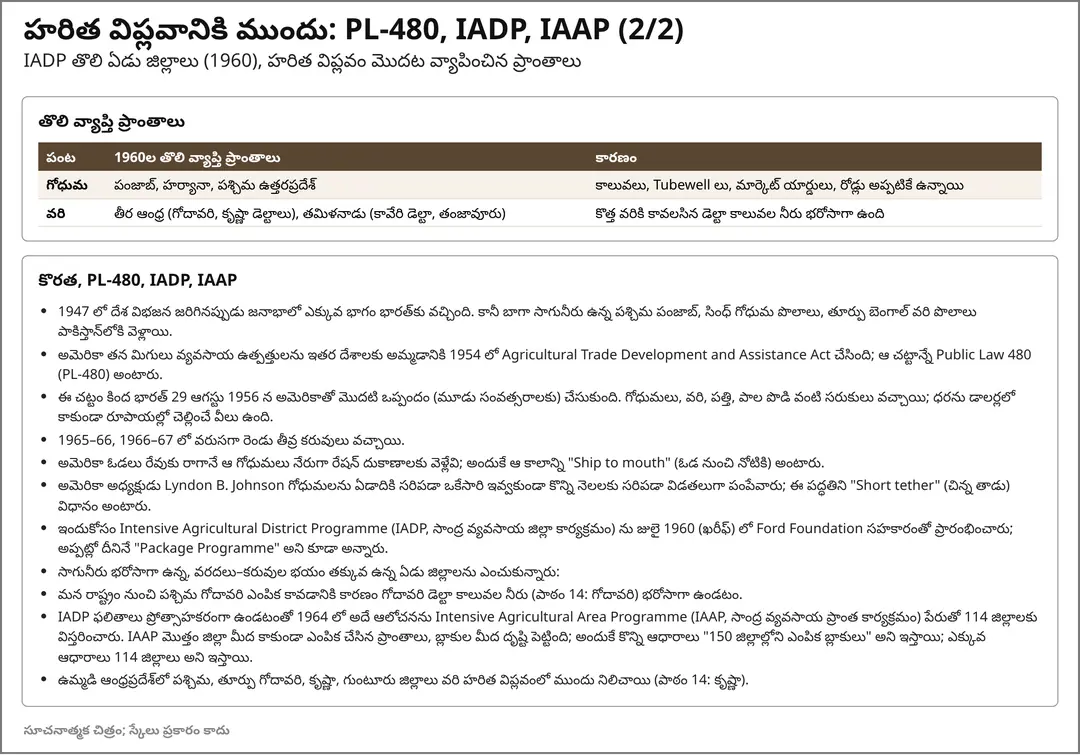 హరిత విప్లవానికి ముందు: PL-480, IADP, IAAP (2/2)
IADP తొలి ఏడు జిల్లాలు (1960), హరిత విప్లవం మొదట వ్యాపించిన ప్రాంతాలు
తొలి వ్యాప్తి ప్రాంతాలు
పంట 1960ల తొలి వ్యాప్తి ప్రాంతాలు కారణం
గోధుమ పంజాబ్, హర్యానా, పశ్చిమ ఉత్తరప్రదేశ్ కాలువలు, Tubewell లు, మార్కెట్ యార్డులు, రోడ్లు అప్పటికే ఉన్నాయి
వరి తీర ఆంధ్ర (గోదావరి, కృష్ణా డెల్టాలు), తమిళనాడు (కావేరి డెల్టా, తంజావూరు) కొత్త వరికి కావలసిన డెల్టా కాలువల నీరు భరోసాగా ఉంది
కొరత, PL-480, IADP, IAAP
• 1947 లో దేశ విభజన జరిగినప్పుడు జనాభాలో ఎక్కువ భాగం భారత్‌కు వచ్చింది. కానీ బాగా సాగునీరు ఉన్న పశ్చిమ పంజాబ్, సింధ్ గోధుమ పొలాలు, తూర్పు బెంగాల్ వరి పొలాలు
పాకిస్తాన్‌లోకి వెళ్లాయి.
• అమెరికా తన మిగులు వ్యవసాయ ఉత్పత్తులను ఇతర దేశాలకు అమ్మడానికి 1954 లో Agricultural Trade Development and Assistance Act చేసింది; ఆ చట్టాన్నే Public Law 480
(PL-480) అంటారు.
• ఈ చట్టం కింద భారత్ 29 ఆగస్టు 1956 న అమెరికాతో మొదటి ఒప్పందం (మూడు సంవత్సరాలకు) చేసుకుంది. గోధుమలు, వరి, పత్తి, పాల పొడి వంటి సరుకులు వచ్చాయి; ధరను డాలర్లలో
కాకుండా రూపాయల్లో చెల్లించే వీలు ఉంది.
• 1965–66, 1966–67 లో వరుసగా రెండు తీవ్ర కరువులు వచ్చాయి.
• అమెరికా ఓడలు రేవుకు రాగానే ఆ గోధుమలు నేరుగా రేషన్ దుకాణాలకు వెళ్లేవి; అందుకే ఆ కాలాన్ని "Ship to mouth" (ఓడ నుంచి నోటికి) అంటారు.
• అమెరికా అధ్యక్షుడు Lyndon B. Johnson గోధుమలను ఏడాదికి సరిపడా ఒకేసారి ఇవ్వకుండా కొన్ని నెలలకు సరిపడా విడతలుగా పంపేవారు; ఈ పద్ధతిని "Short tether" (చిన్న తాడు)
విధానం అంటారు.
• ఇందుకోసం Intensive Agricultural District Programme (IADP, సాంద్ర వ్యవసాయ జిల్లా కార్యక్రమం) ను జులై 1960 (ఖరీఫ్) లో Ford Foundation సహకారంతో ప్రారంభించారు;
అప్పట్లో దీనినే "Package Programme" అని కూడా అన్నారు.
• సాగునీరు భరోసాగా ఉన్న, వరదలు–కరువుల భయం తక్కువ ఉన్న ఏడు జిల్లాలను ఎంచుకున్నారు:
• మన రాష్ట్రం నుంచి పశ్చిమ గోదావరి ఎంపిక కావడానికి కారణం గోదావరి డెల్టా కాలువల నీరు (పాఠం 14: గోదావరి) భరోసాగా ఉండటం.
• IADP ఫలితాలు ప్రోత్సాహకరంగా ఉండటంతో 1964 లో అదే ఆలోచనను Intensive Agricultural Area Programme (IAAP, సాంద్ర వ్యవసాయ ప్రాంత కార్యక్రమం) పేరుతో 114 జిల్లాలకు
విస్తరించారు. IAAP మొత్తం జిల్లా మీద కాకుండా ఎంపిక చేసిన ప్రాంతాలు, బ్లాకుల మీద దృష్టి పెట్టింది; అందుకే కొన్ని ఆధారాలు "150 జిల్లాల్లోని ఎంపిక బ్లాకులు" అని ఇస్తాయి; ఎక్కువ
ఆధారాలు 114 జిల్లాలు అని ఇస్తాయి.
• ఉమ్మడి ఆంధ్రప్రదేశ్‌లో పశ్చిమ, తూర్పు గోదావరి, కృష్ణా, గుంటూరు జిల్లాలు వరి హరిత విప్లవంలో ముందు నిలిచాయి (పాఠం 14: కృష్ణా).
సూచనాత్మక చిత్రం; స్కేలు ప్రకారం కాదు